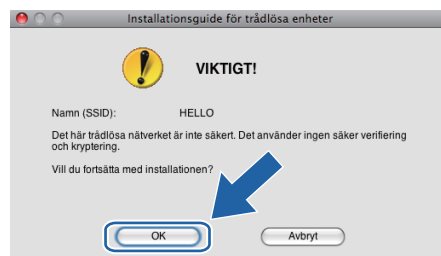 Installationsguide för trådlösa enheter
VIKTIGT!
Namn (SSID): HELLO
Det här trådlösa nätverket är inte säkert. Det använder ingen säker verifiering
och kryptering.
Vill du fortsätta med installationen?
OK Avbryt